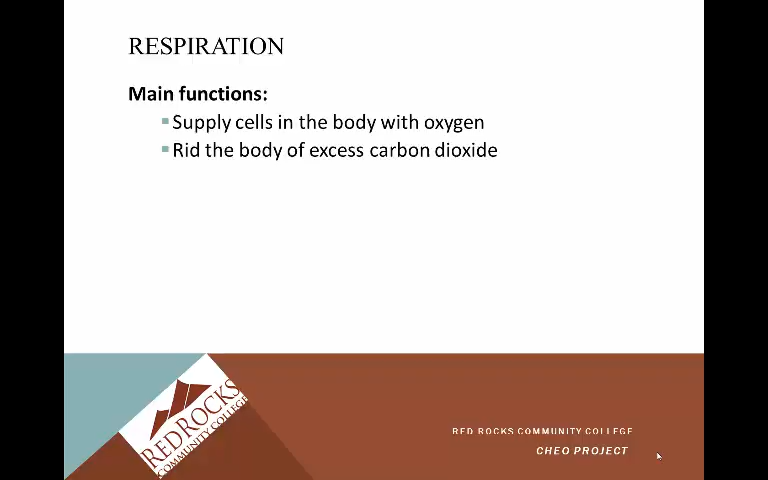 RESPIRATION
Main functions:
Supply cells in the body with oxygen
Rid the body of excess carbon dioxide
RED ROCKS
COMMUNITY COLLEGE
RED ROCKS COMMUNITY COLLEGE
CHEO PROJECT